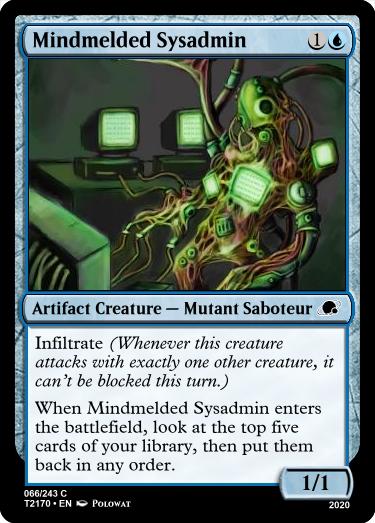 Mindmelded Sysadmin 1
Artifact Creature — Mutant Saboteur
Infiltrate (Whenever this creature
attacks with exactly one other creature, it
can't be blocked this turn.)
When Mindmelded Sysadmin enters
the battlefield, look at the top five
cards of your library, then put them
back in any order.
1/1
066/243 C
T2170 • EN Polowat
2020